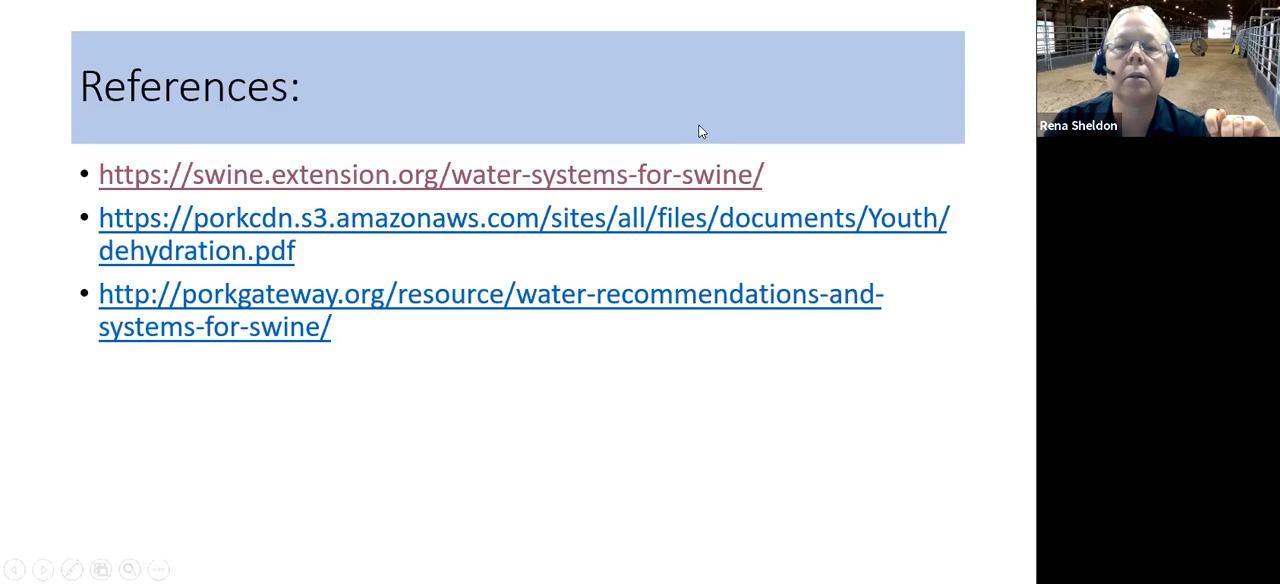 References:
• https://swine.extension.org/water-systems-for-swine/
• https://porkcdn.s3.amazonaws.com/sites/all/files/documents/Youth/
dehydration.pdf
• http://porkgateway.org/resource/water-recommendations-and-
systems-for-swine/
Rena Sheldon